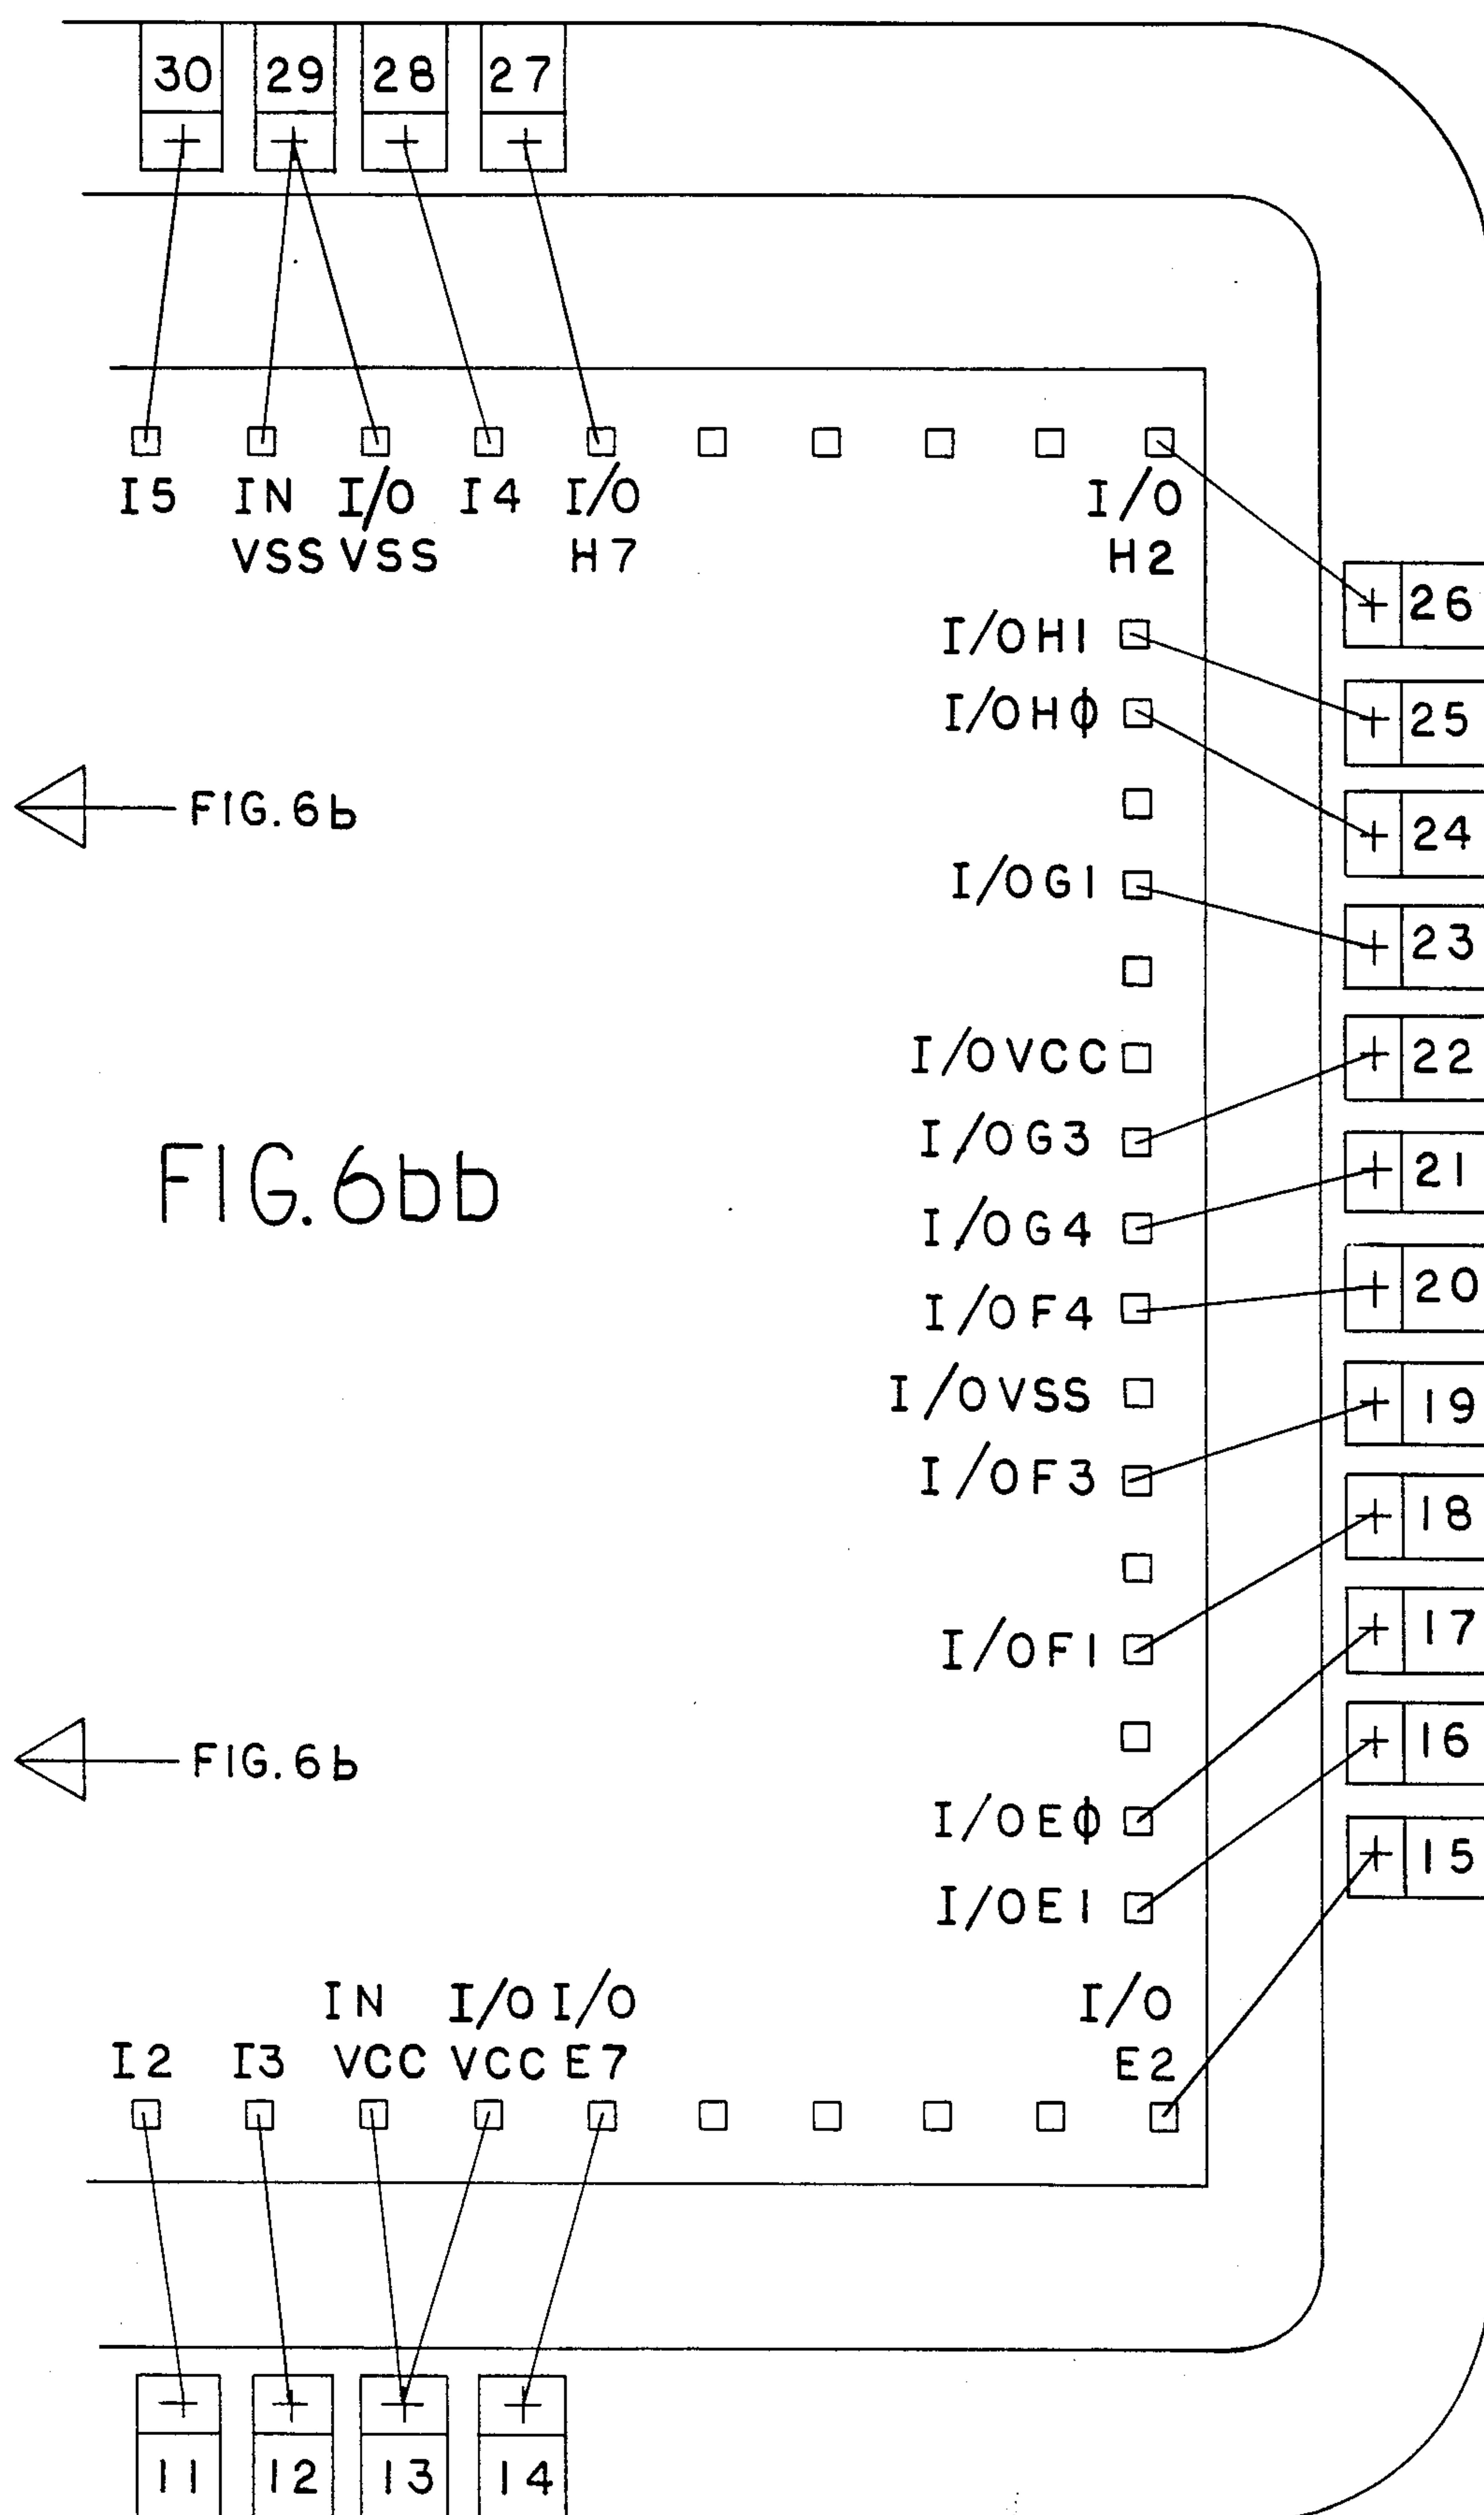 30 29 28 27
I5 IN I/O I4 I/O I/O
VSS VSS H7 H2
26
I/OH1
I/OHϕ
25
FIG. 6b
24
I/OG1
23
I/OVCC 22
I/OG3
FIG. 6bb
21
I/OG4
20
I/OF4
I/OVSS 19
I/OF3
18
I/OF1 17
FIG. 6b
16
I/OEϕ
15
I/OE1
IN I/O I/O I/O
I2 I3 VCC VCC E7 E2
11 12 13 14